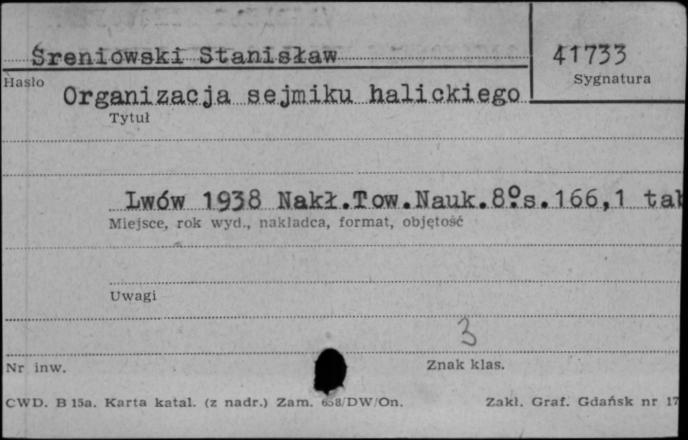 Śreniowski Stanisław
41733
Hasło
Sygnatura
Organizacja sejmiku halickiego
Tytuł
Lwów 1938 Nakł.Tow.Nauk.8º.s.166,1 tab
Miejsce, rok wyd., nakładca, format, objętość
Uwagi
3
Nr inw.
Znak klas.
CWD. B 15a. Karta katal. (z nadr.) Zam. 658/DW/On.
Zakł. Graf. Gdańsk nr 17